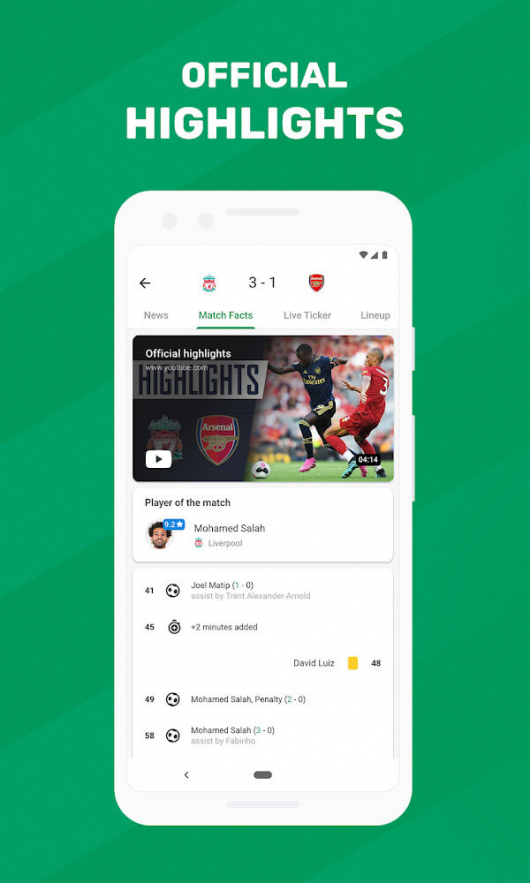 OFFICIAL
HIGHLIGHTS
3 - 1
News Match Facts Live Ticker Lineup
Official highlights
www.youtube.com
HIGHLIGHTS
Arsenal
Fly Emirates
3
04:14
Player of the match
9.2
Mohamed Salah
Liverpool
41 Joel Matip (1 - 0)
assist by Trent Alexander-Arnold
45 +2 minutes added
David Luiz 48
49 Mohamed Salah, Penalty (2 - 0)
58 Mohamed Salah (3 - 0)
assist by Fabinho